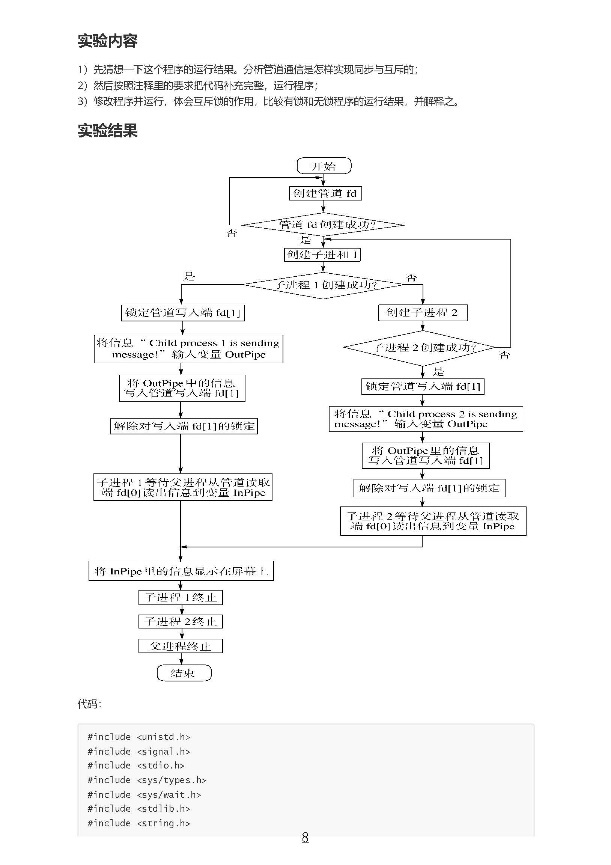 实验内容
1）先猜想一下这个程序的运行结果。分析管道通信是怎样实现同步与互斥的；
2）然后按照注释里的要求把代码补充完整，运行程序；
3）修改程序并运行，体会互斥锁的作用，比较有锁和无锁程序的运行结果，并解释之。
实验结果
开始
创建管道 fd
管道 fd 创建成功？
否
是
创建子进和 1
子进程 1 创建成功？
是
否
锁定管道写入端 fd[1]
将信息 “ Child process 1 is sending
message!” 输入变量 OutPipe
将 OutPipe 中的信息
写入管道写入端 fd[1]
解除对写入端 fd[1]的锁定
子进程 1 等待父进程从管道读取
端 fd[0]读出信息到变量 InPipe
创建子进程 2
子进程 2 创建成功？
否
是
锁定管道写入端 fd[1]
将信息 “ Child process 2 is sending
message!” 输入变量 OutPipe
将 OutPipe 里的信息
写入管道写入端 fd[1]
解除对写入端 fd[1]的锁定
子进程 2 等待父进程从管道读取
端 fd[0]读出信息到变量 InPipe
将 InPipe 里的信息显示在屏幕上
子进程 1 终止
子进程 2 终止
父进程终止
结束
代码：
#include <unistd.h>
#include <signal.h>
#include <stdio.h>
#include <sys/types.h>
#include <sys/wait.h>
#include <stdlib.h>
#include <string.h>
8